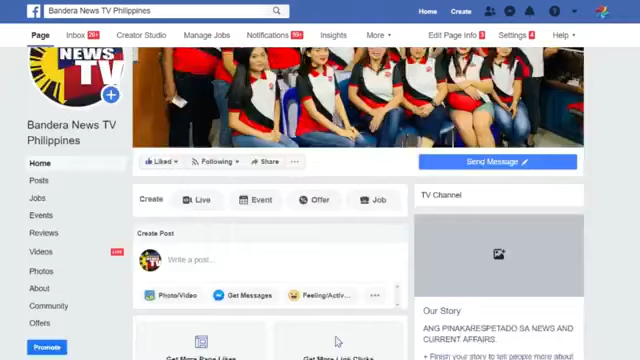 Bandera News TV Philippines
Home Create
Page Inbox 20+ Creator Studio Manage Jobs Notifications 99+ Insights More Edit Page Info 3 Settings 4 Help
NEWS
TV
Bandera News TV
Philippines
Home
Posts
Jobs
Events
Reviews
Videos LIVE
Photos
About
Community
Offers
Promote
Liked Following Share ...
Send Message
Create Live Event Offer Job
Create Post
Write a post...
Photo/Video Get Messages Feeling/Activ... ...
Get More Page Likes Get More Link Clicks
TV Channel
Our Story
ANG PINAKARESPETADO SA NEWS AND
CURRENT AFFAIRS.
+ Finish your story to tell people more about